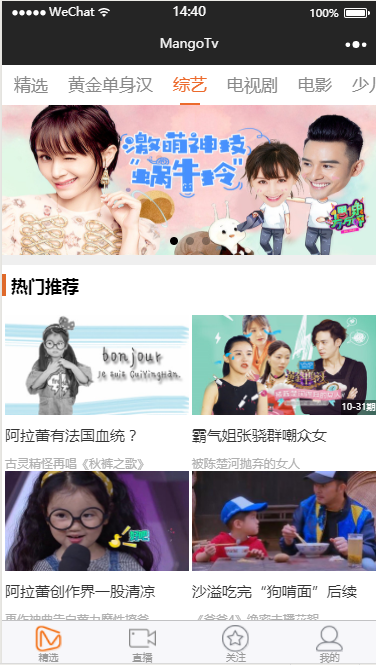 WeChat 14:40 100%
MangoTv
精选 黄金单身汉 综艺 电视剧 电影 少儿
激萌神技
“蜗牛玲”
热门推荐
bonjour
Je suis CuiYingHan.
10-31期
阿拉蕾有法国血统？ 霸气姐张骁群嘲众女
古灵精怪再唱《秋裤之歌》 被陈楚河抛弃的女人
阿拉蕾创作界一股清凉 沙溢吃完“狗啃面”后续
精选 直播 关注 我的